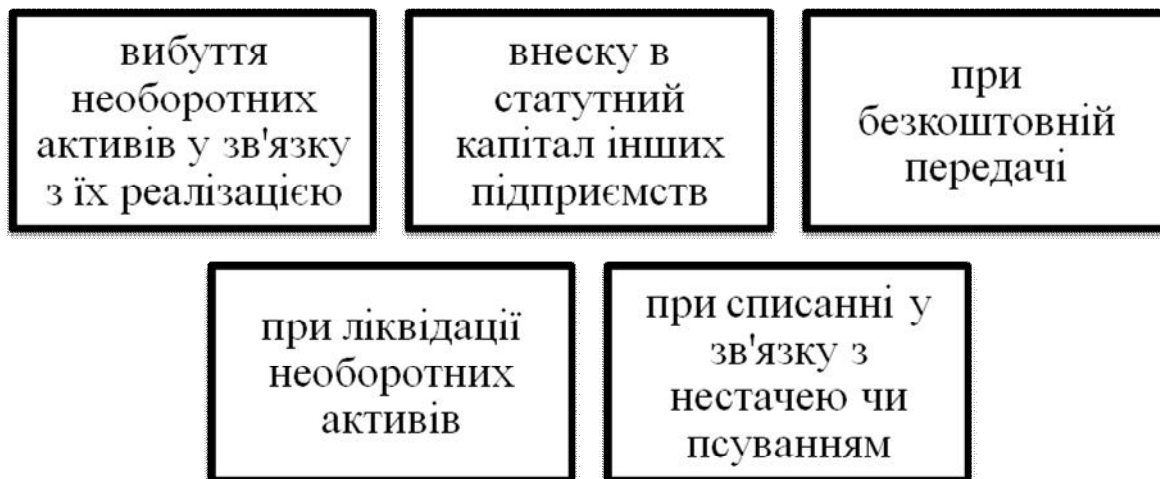 вибуття
необоротних
активів у зв'язку
з їх реалізацією
внеску в
статутний
капітал інших
підприємств
при
безкоштовній
передачі
при ліквідації
необоротних
активів
при списанні у
зв'язку з
нестачею чи
псуванням